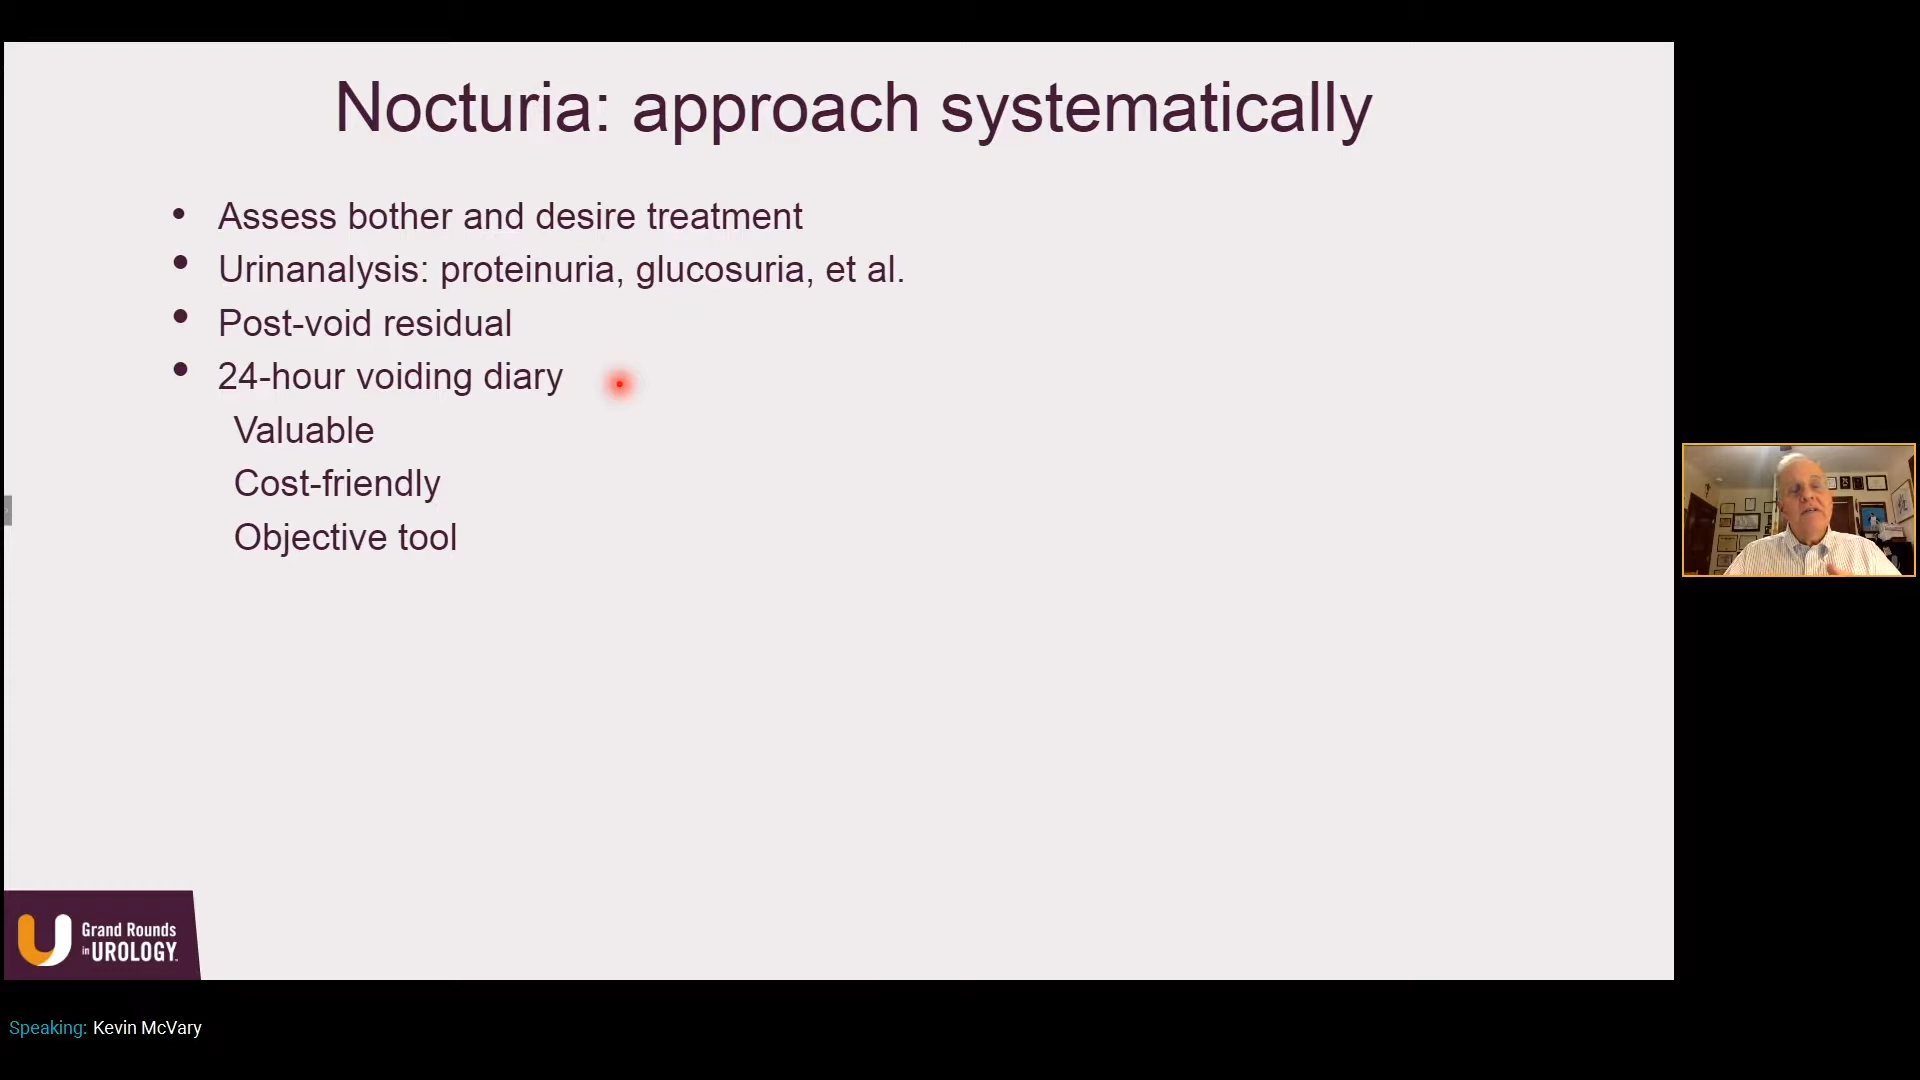 Nocturia: approach systematically
• Assess bother and desire treatment
• Urinanalysis: proteinuria, glucosuria, et al.
• Post-void residual
• 24-hour voiding diary
Valuable
Cost-friendly
Objective tool
Grand Rounds
in UROLOGY
Speaking: Kevin McVary